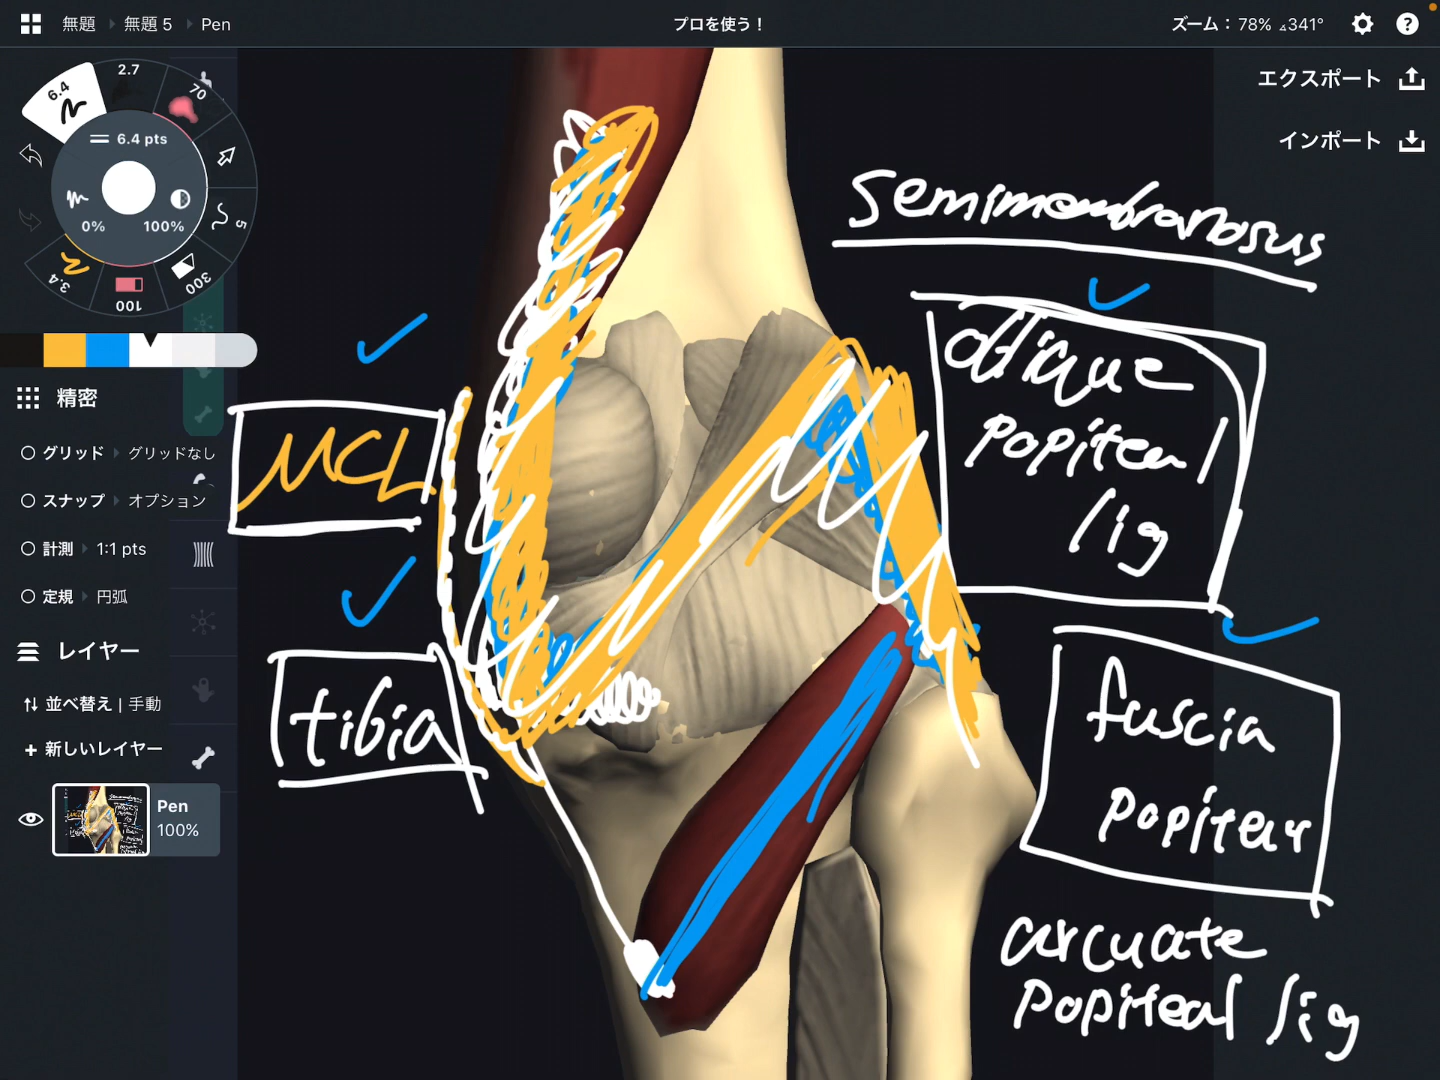 無題 無題 5 Pen
プロを使う！
ズーム： 78% ⦟341°
エクスポート
インポート
6.4
2.7
70
6.4 pts
0%
100%
5
300
100
3.4
精密
グリッド グリッドなし
スナップ オプション
計測 1:1 pts
定規 円弧
レイヤー
並べ替え | 手動
+ 新しいレイヤー
Pen
100%
semimembranosus
MCL
tibia
oblique
popiteal
lig
fuscia
popitear
arcuate
popiteal lig